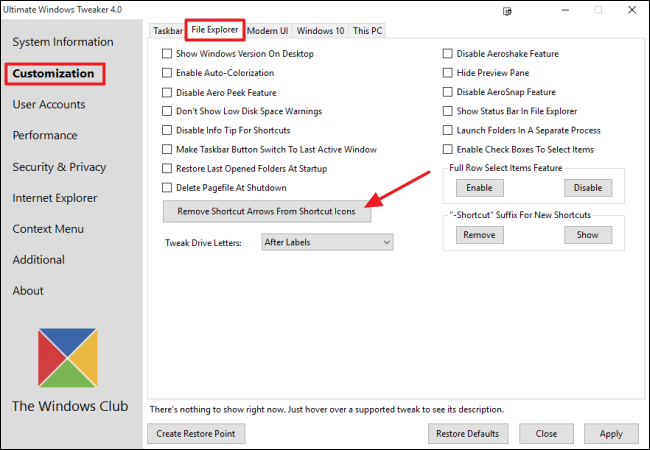 Ultimate Windows Tweaker 4.0
System Information
Customization
User Accounts
Performance
Security & Privacy
Internet Explorer
Context Menu
Additional
About
The Windows Club
Taskbar File Explorer Modern UI Windows 10 This PC
Show Windows Version On Desktop
Enable Auto-Colorization
Disable Aero Peek Feature
Don't Show Low Disk Space Warnings
Disable Info Tip For Shortcuts
Make Taskbar Button Switch To Last Active Window
Restore Last Opened Folders At Startup
Delete Pagefile At Shutdown
Remove Shortcut Arrows From Shortcut Icons
Tweak Drive Letters: After Labels
Disable Aeroshake Feature
Hide Preview Pane
Disable AeroSnap Feature
Show Status Bar In File Explorer
Launch Folders In A Separate Process
Enable Check Boxes To Select Items
Full Row Select Items Feature
Enable Disable
"-Shortcut" Suffix For New Shortcuts
Remove Show
There's nothing to show right now. Just hover over a supported tweak to see its description.
Create Restore Point Restore Defaults Close Apply